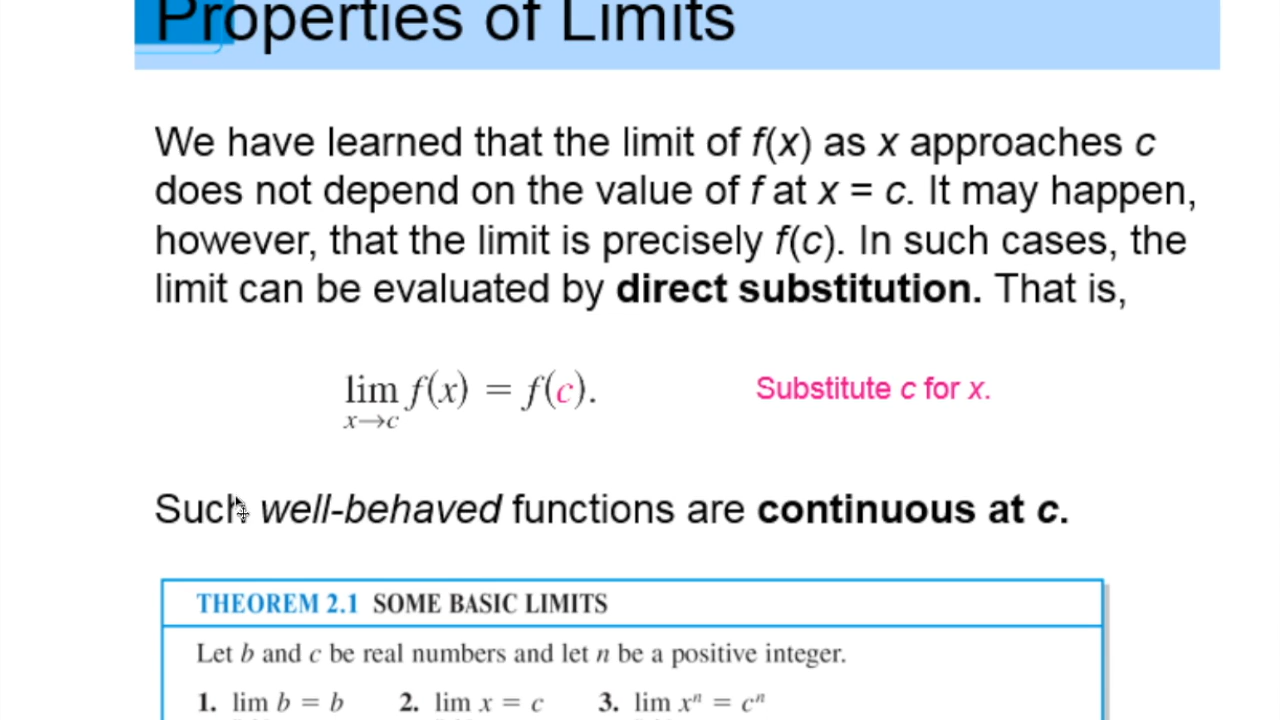 Properties of Limits
We have learned that the limit of f(x) as x approaches c
does not depend on the value of f at x = c. It may happen,
however, that the limit is precisely f(c). In such cases, the
limit can be evaluated by direct substitution. That is,
lim f(x) = f(c). Substitute c for x.
x→c
Such well-behaved functions are continuous at c.
THEOREM 2.1 SOME BASIC LIMITS
Let b and c be real numbers and let n be a positive integer.
1. lim b = b 2. lim x = c 3. lim xⁿ = cⁿ